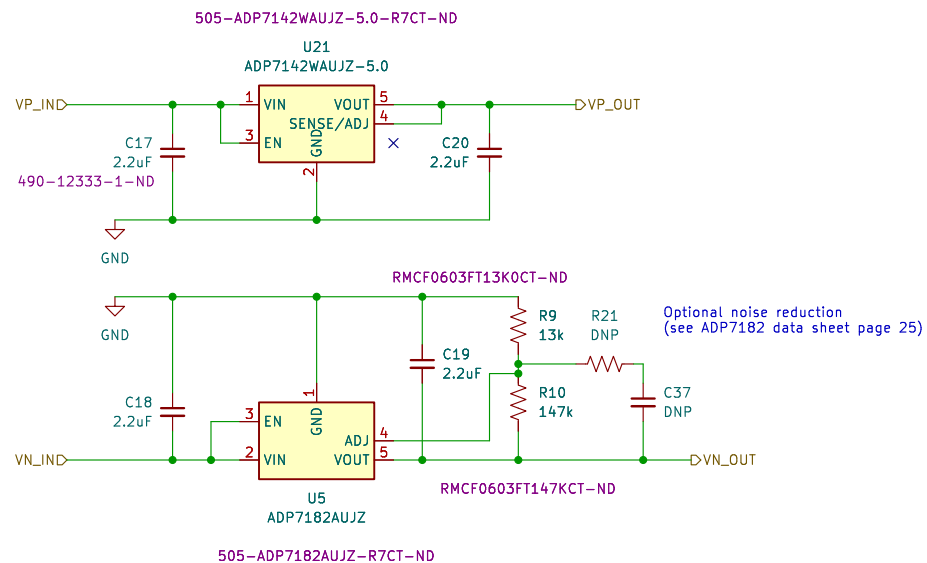 505-ADP7142WAUJZ-5.0-R7CT-ND
U21
ADP7142WAUJZ-5.0
VP_IN
1
VIN
VOUT
5
VP_OUT
SENSE/ADJ
4
3
EN
GND
2
C17
2.2uF
C20
2.2uF
490-12333-1-ND
GND
RMCF0603FT13K0CT-ND
GND
R9
13k
R21
DNP
Optional noise reduction
(see ADP7182 data sheet page 25)
C19
2.2uF
R10
147k
C37
DNP
C18
2.2uF
1
GND
3
EN
ADJ
4
VN_IN
2
VIN
VOUT
5
VN_OUT
RMCF0603FT147KCT-ND
U5
ADP7182AUJZ
505-ADP7182AUJZ-R7CT-ND